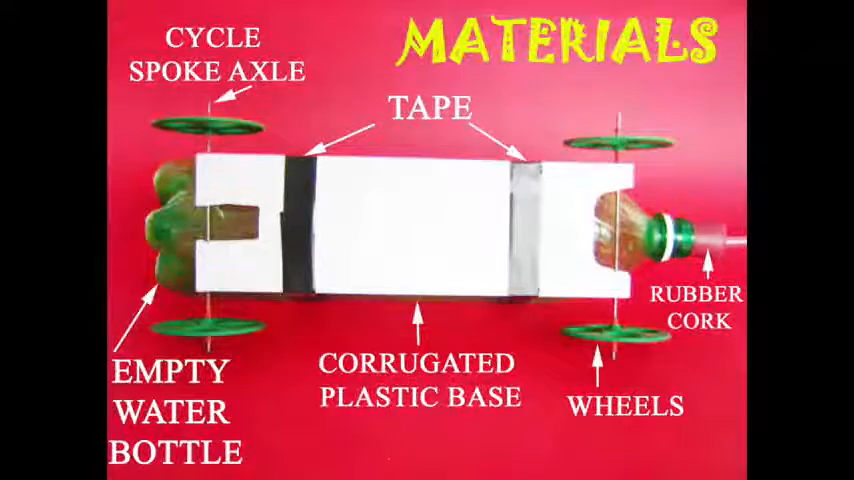 MATERIALS
CYCLE
SPOKE AXLE
TAPE
RUBBER
CORK
EMPTY
WATER
BOTTLE
CORRUGATED
PLASTIC BASE
WHEELS